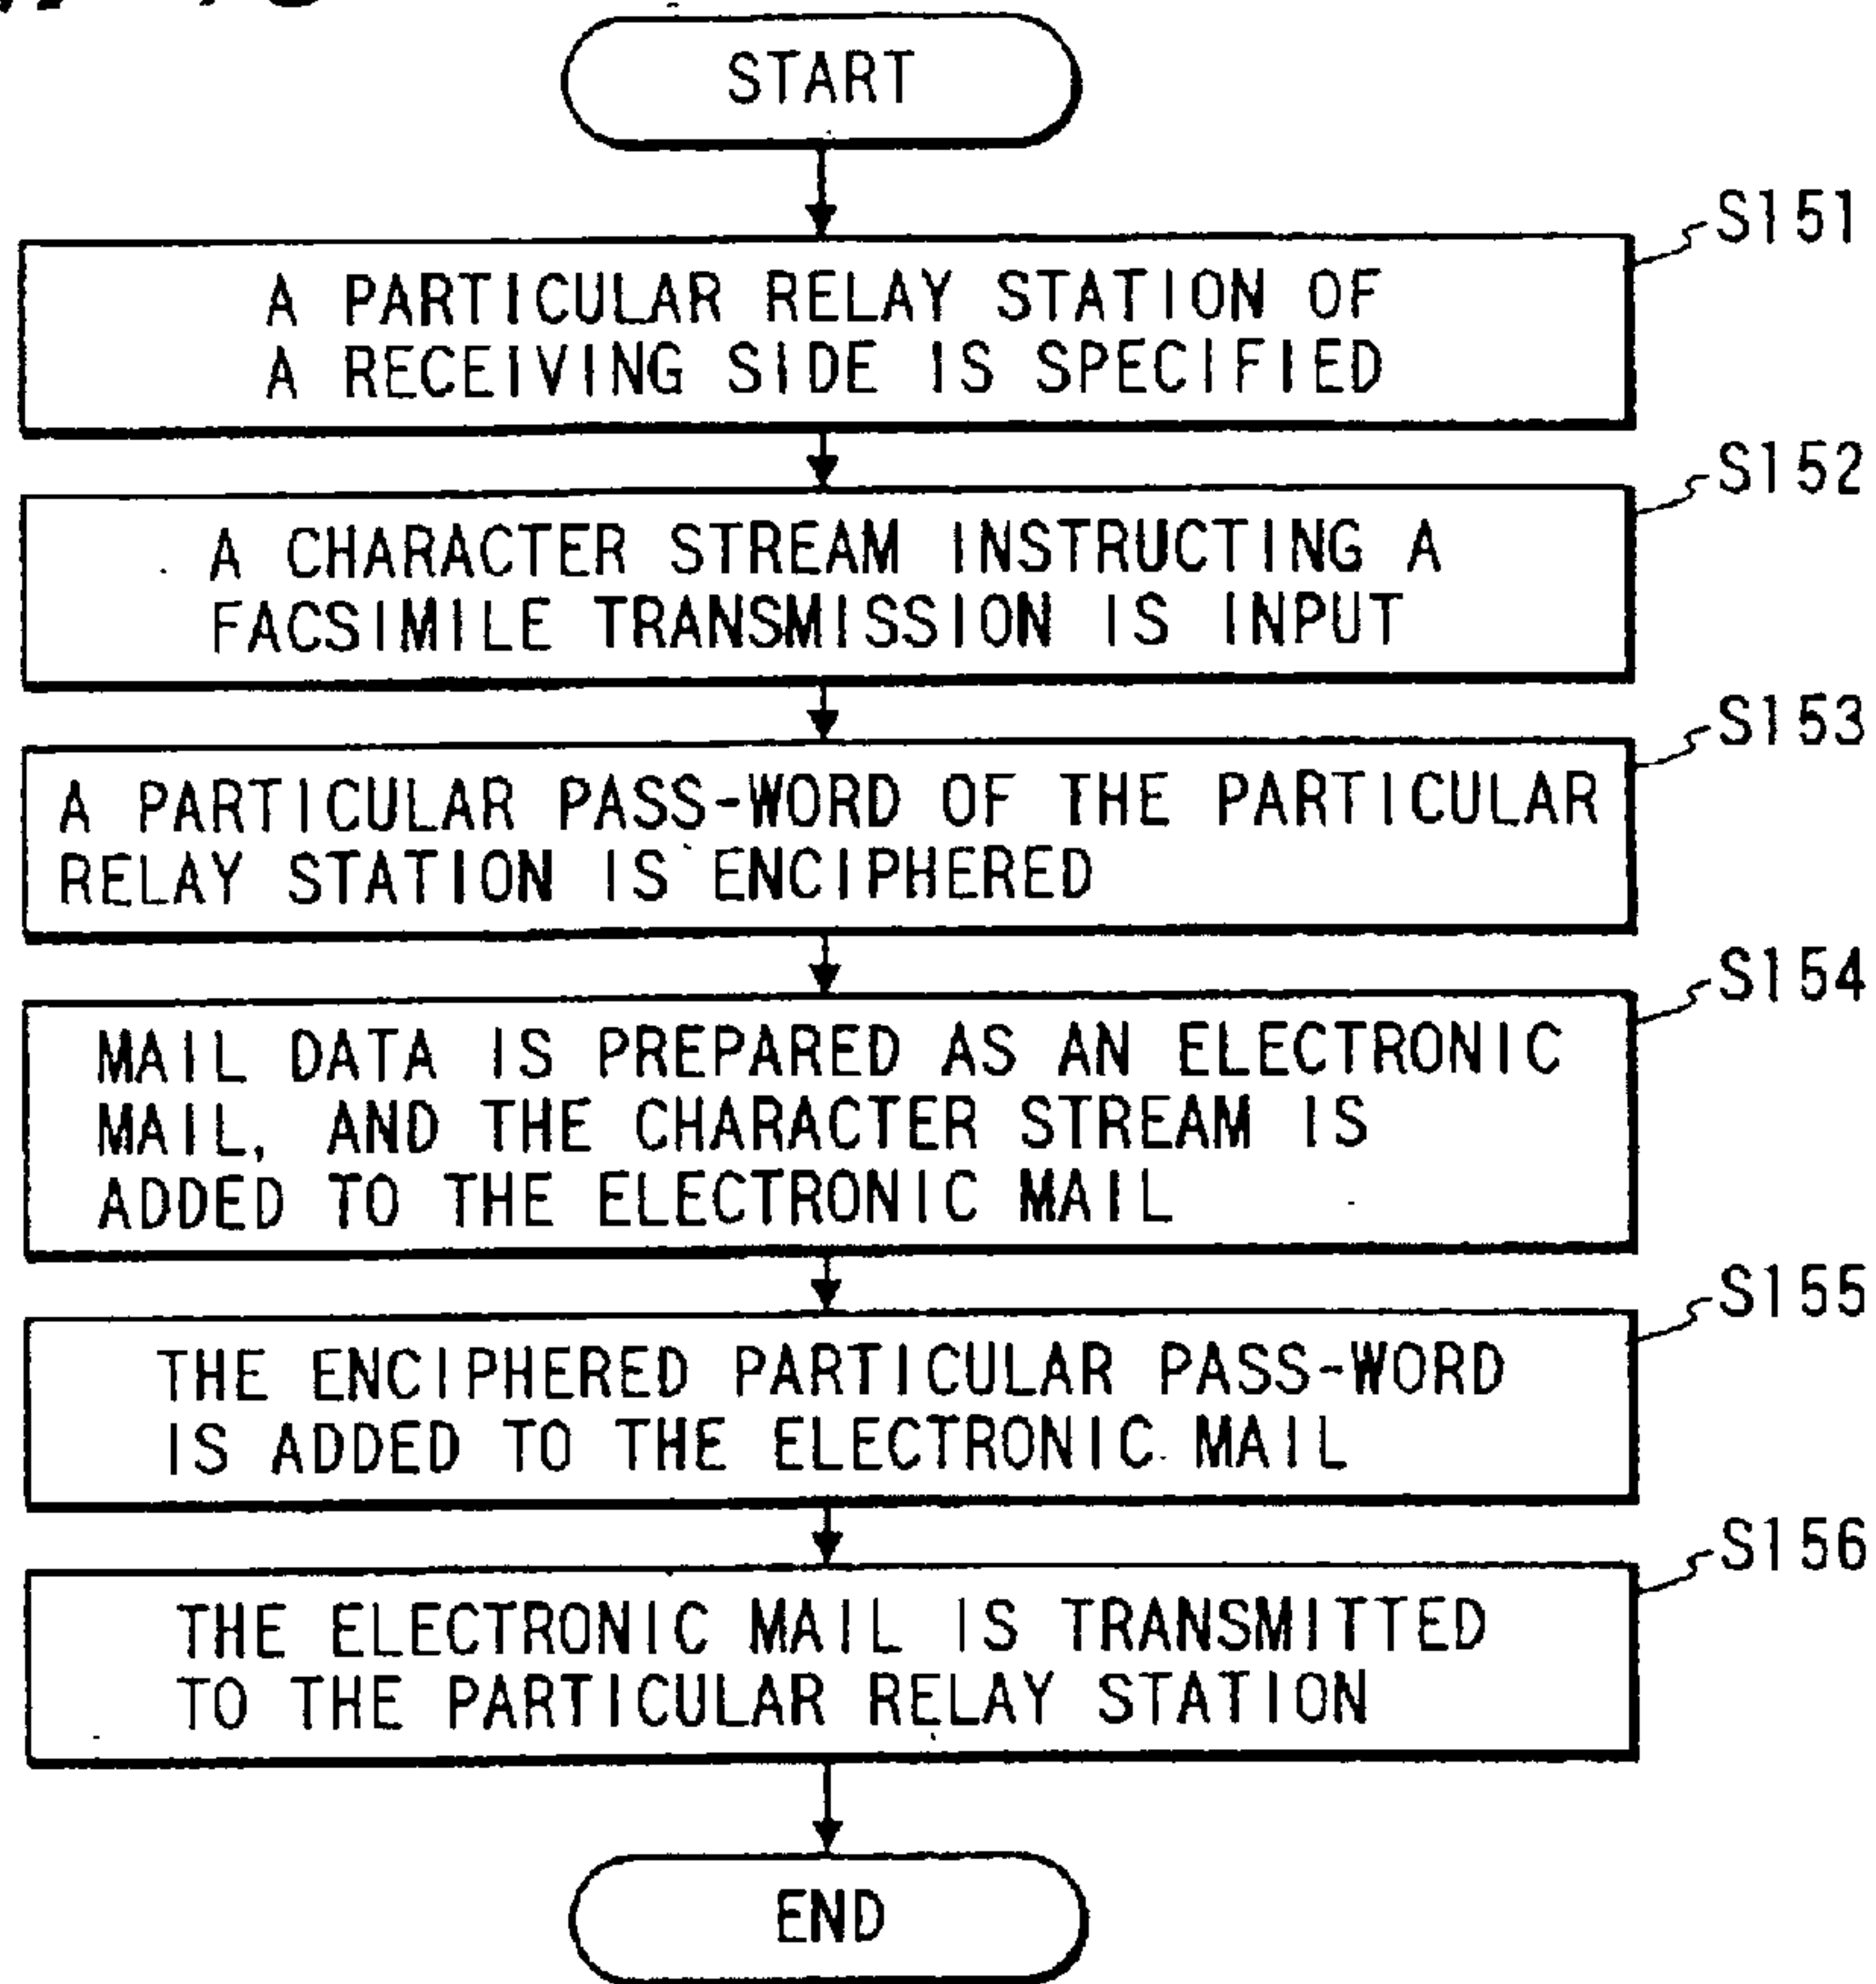 START
S151
A PARTICULAR RELAY STATION OF
A RECEIVING SIDE IS SPECIFIED
S152
A CHARACTER STREAM INSTRUCTING A
FACSIMILE TRANSMISSION IS INPUT
S153
A PARTICULAR PASS-WORD OF THE PARTICULAR
RELAY STATION IS ENCIPHERED
S154
MAIL DATA IS PREPARED AS AN ELECTRONIC
MAIL, AND THE CHARACTER STREAM IS
ADDED TO THE ELECTRONIC MAIL
S155
THE ENCIPHERED PARTICULAR PASS-WORD
IS ADDED TO THE ELECTRONIC MAIL
S156
THE ELECTRONIC MAIL IS TRANSMITTED
TO THE PARTICULAR RELAY STATION
END